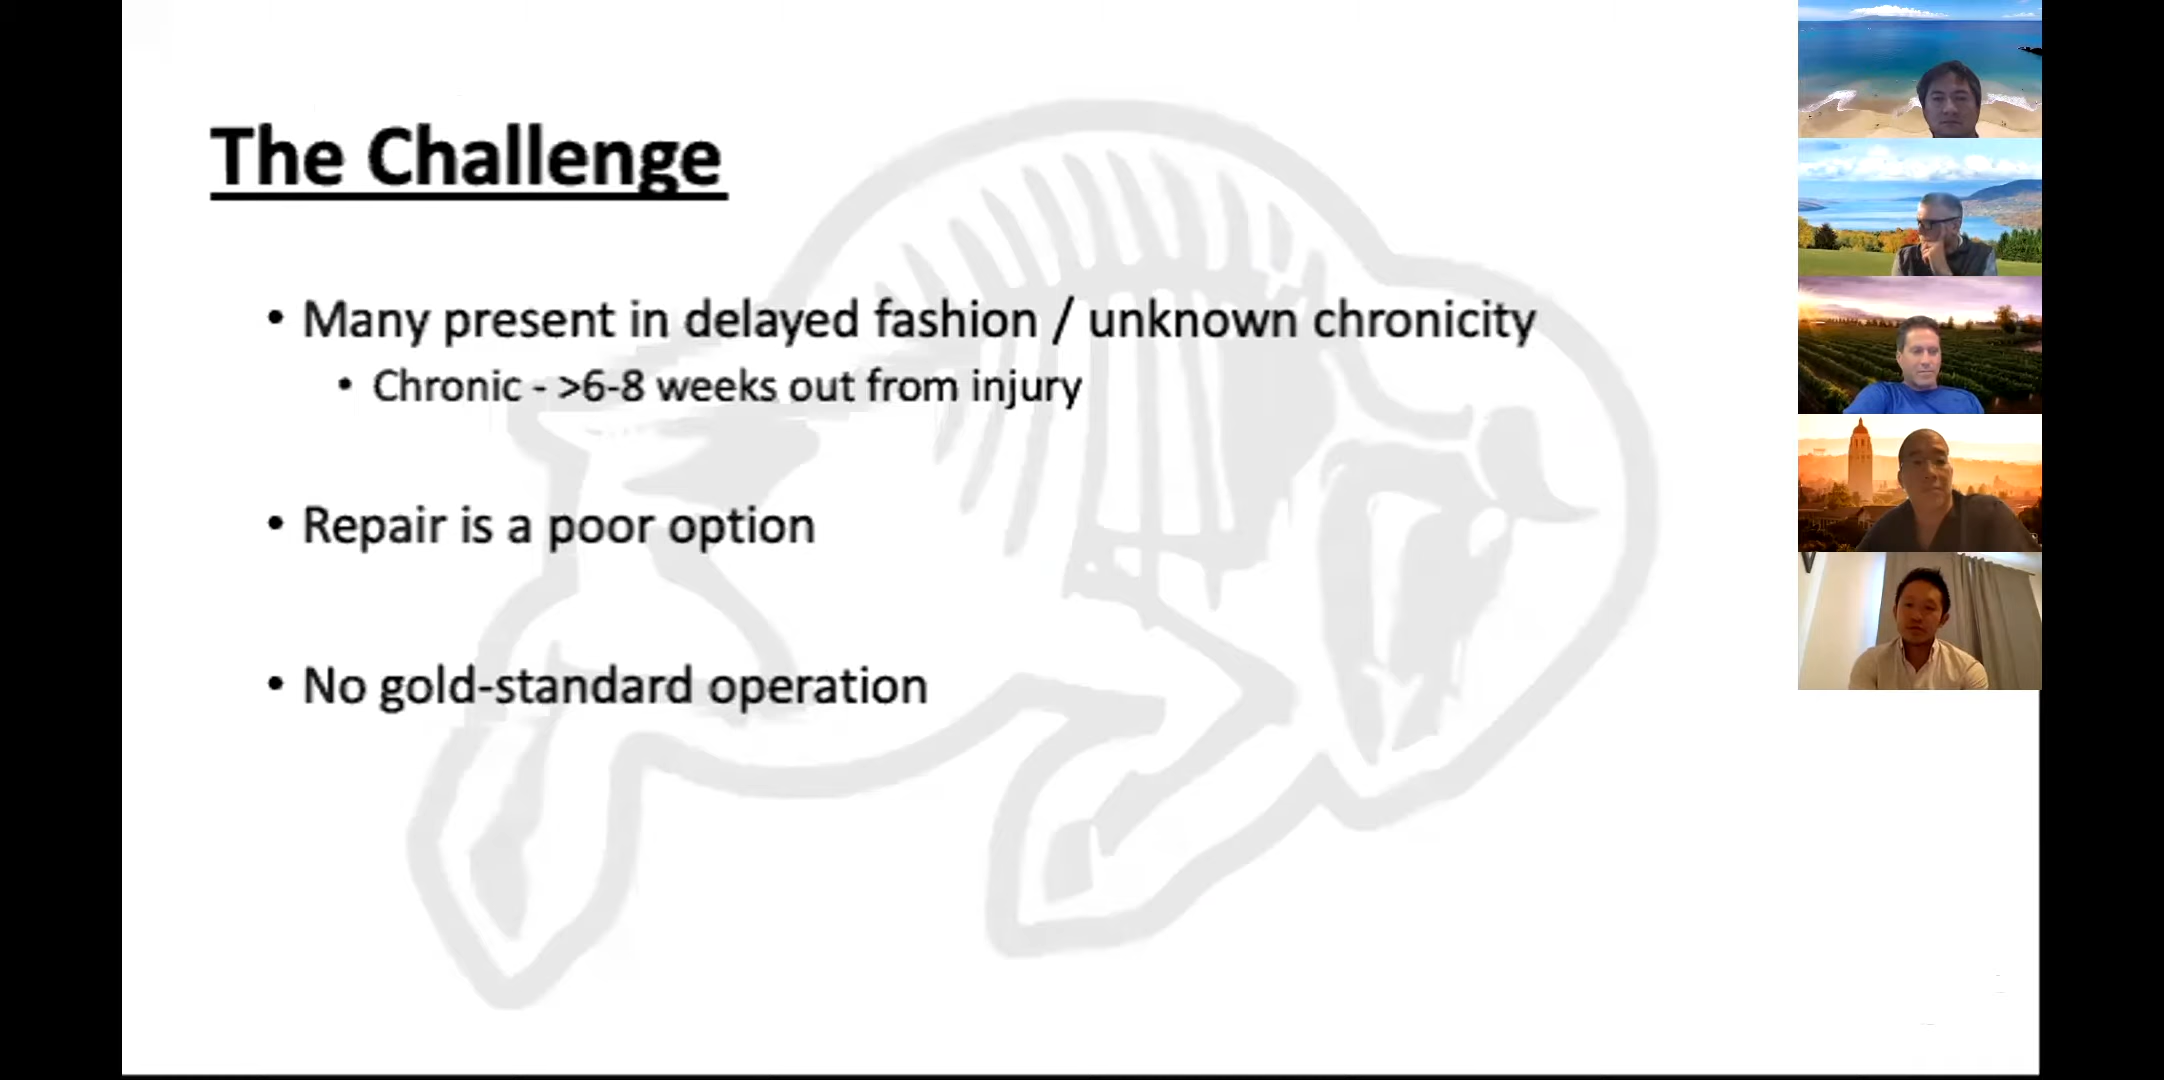 The Challenge
• Many present in delayed fashion / unknown chronicity
• Chronic - >6-8 weeks out from injury
• Repair is a poor option
• No gold-standard operation